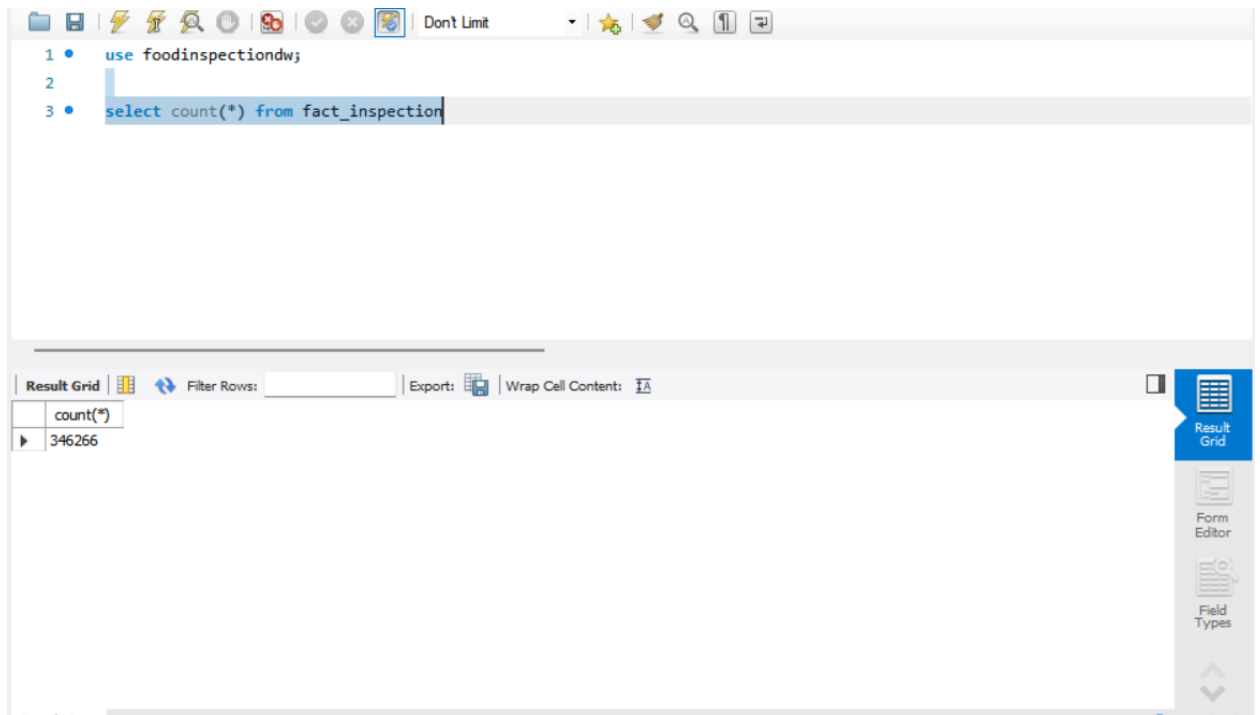 Don't Limit
1 use foodinspectiondw;
2
3 select count(*) from fact_inspection
Result Grid Filter Rows: Export: Wrap Cell Content: IA
count(*)
346266
Result
Grid
Form
Editor
Field
Types